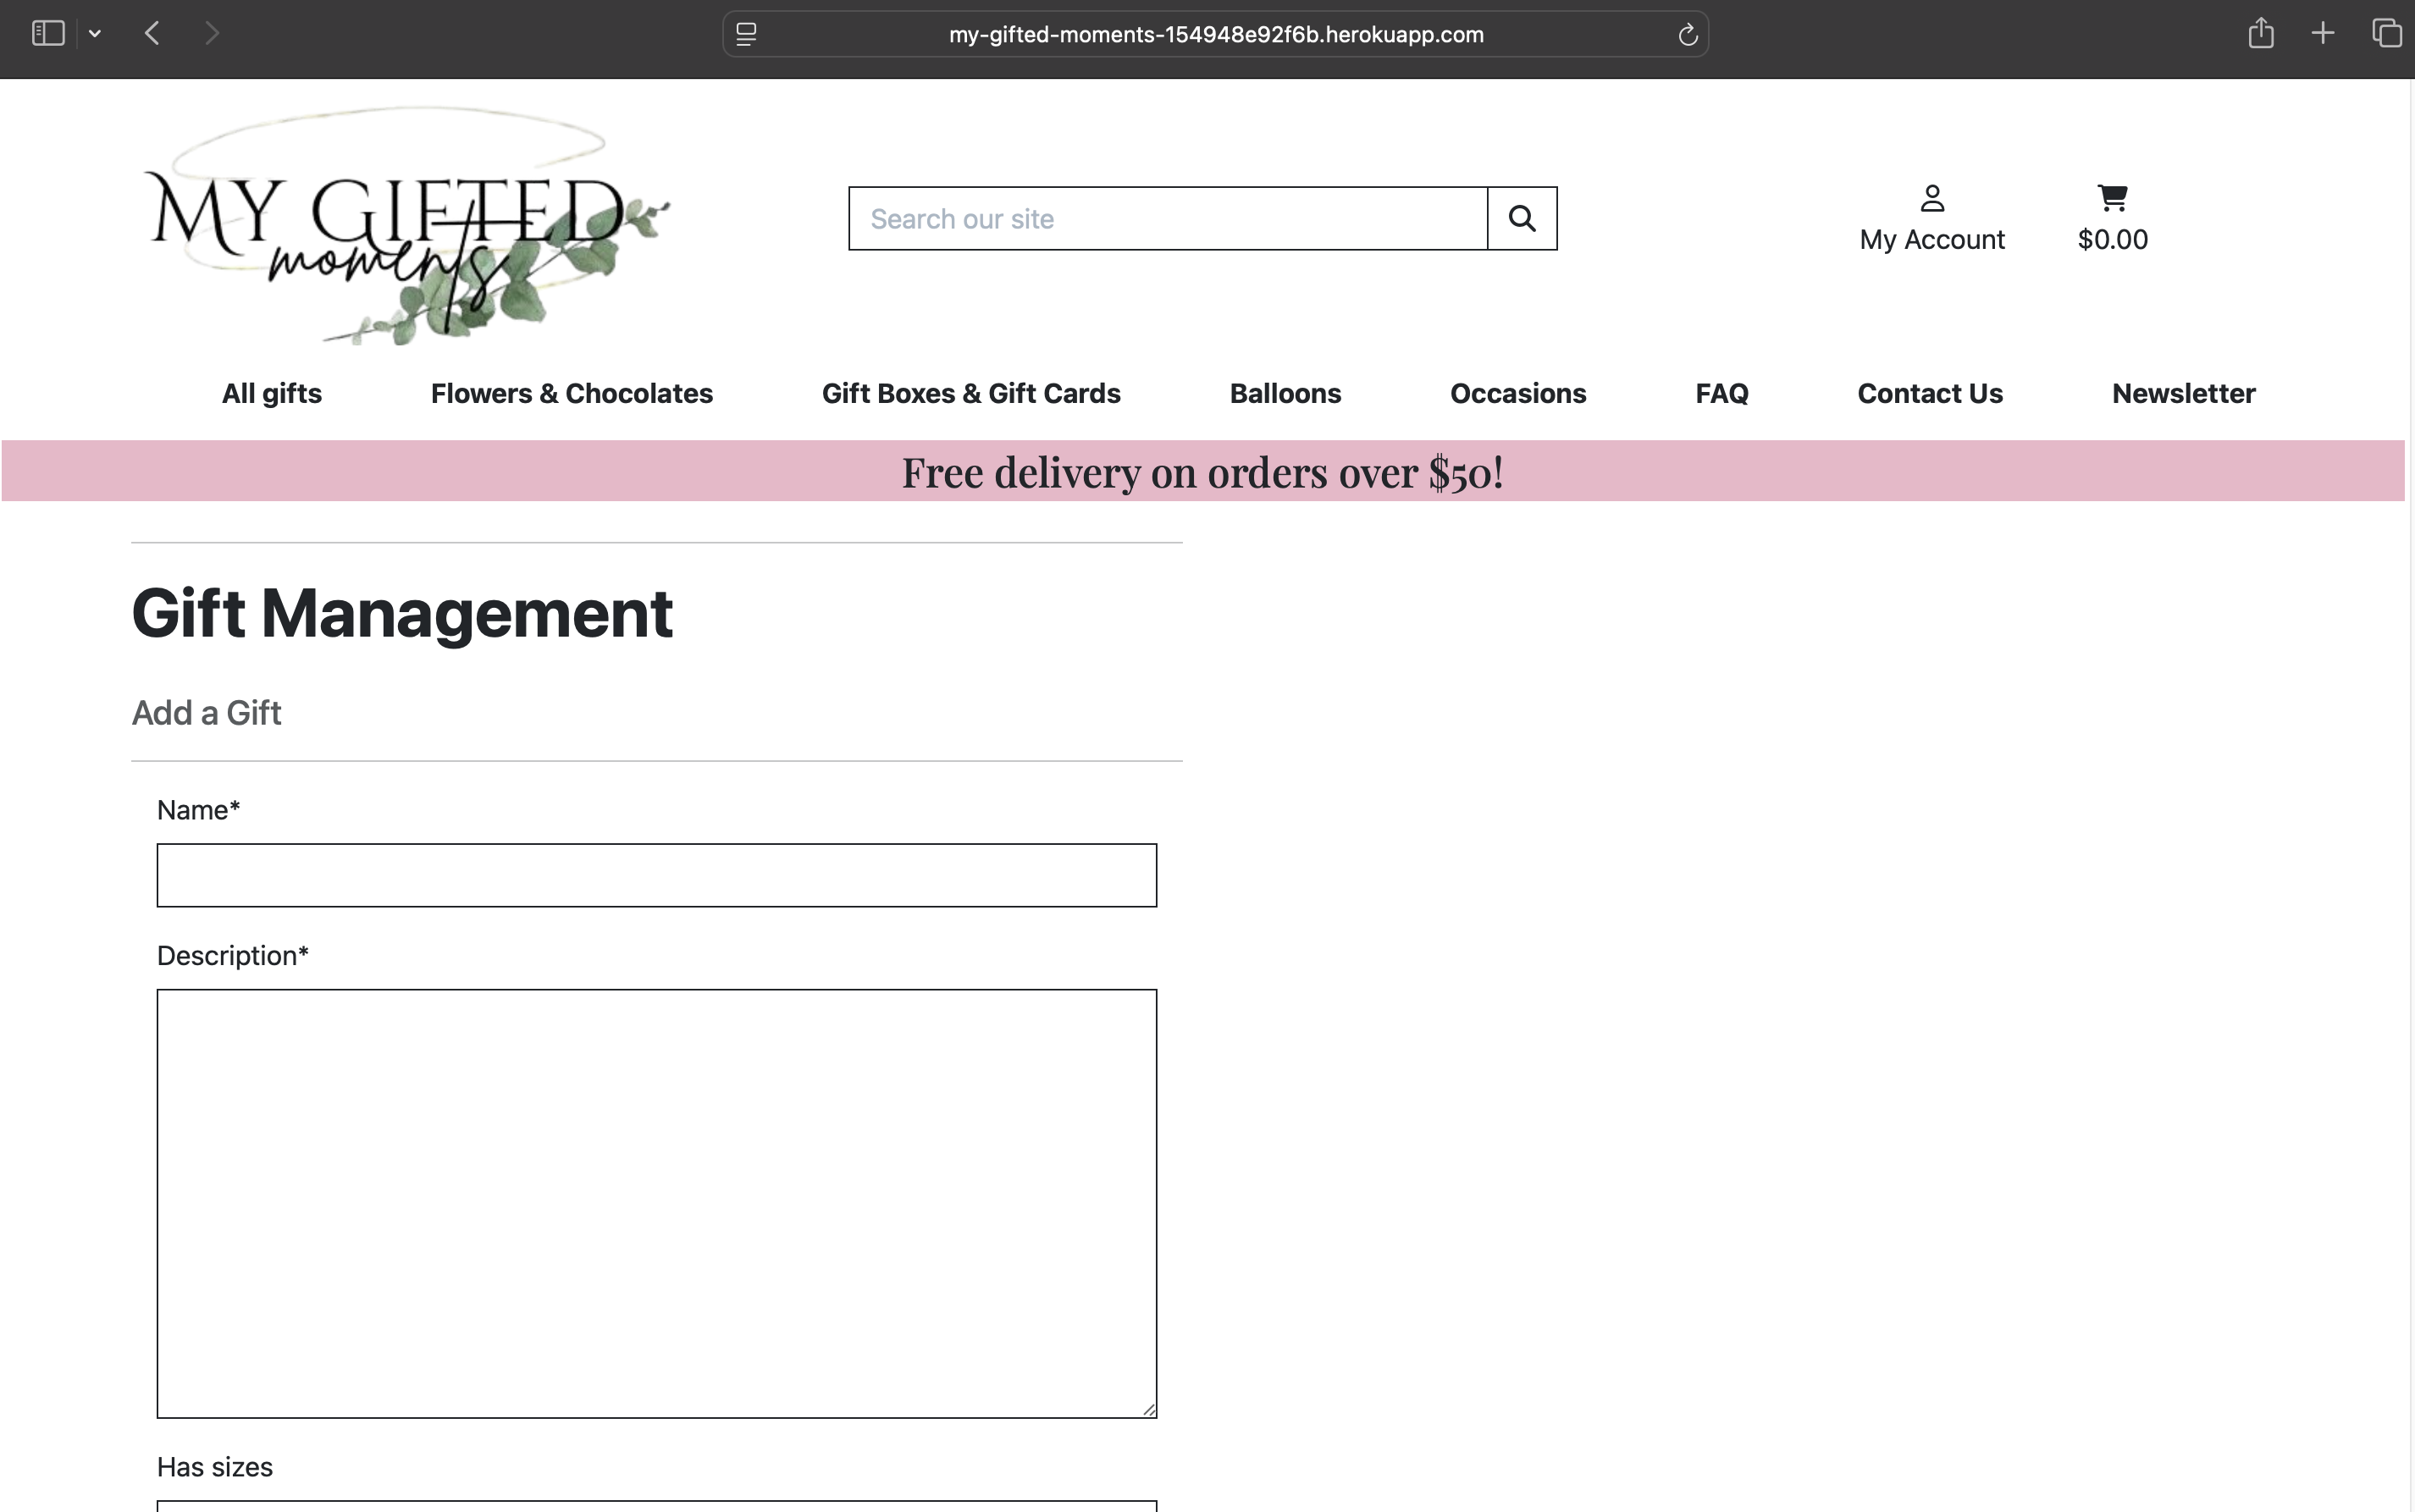 my-gifted-moments-154948e92f6b.herokuapp.com
MY GIFTED
moments
Search our site
My Account
$0.00
All gifts Flowers & Chocolates Gift Boxes & Gift Cards Balloons Occasions FAQ Contact Us Newsletter
Free delivery on orders over $50!
Gift Management
Add a Gift
Name*
Description*
Has sizes